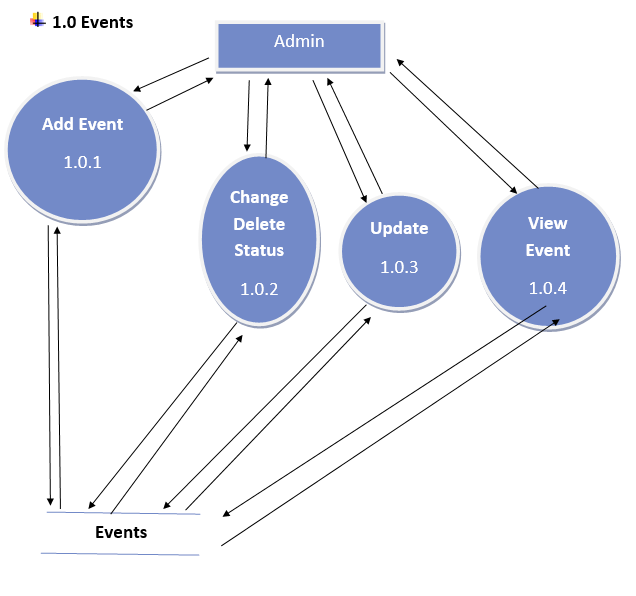 1.0 Events
Admin
Add Event
1.0.1
Change
Delete
Status
1.0.2
Update
1.0.3
View
Event
1.0.4
Events